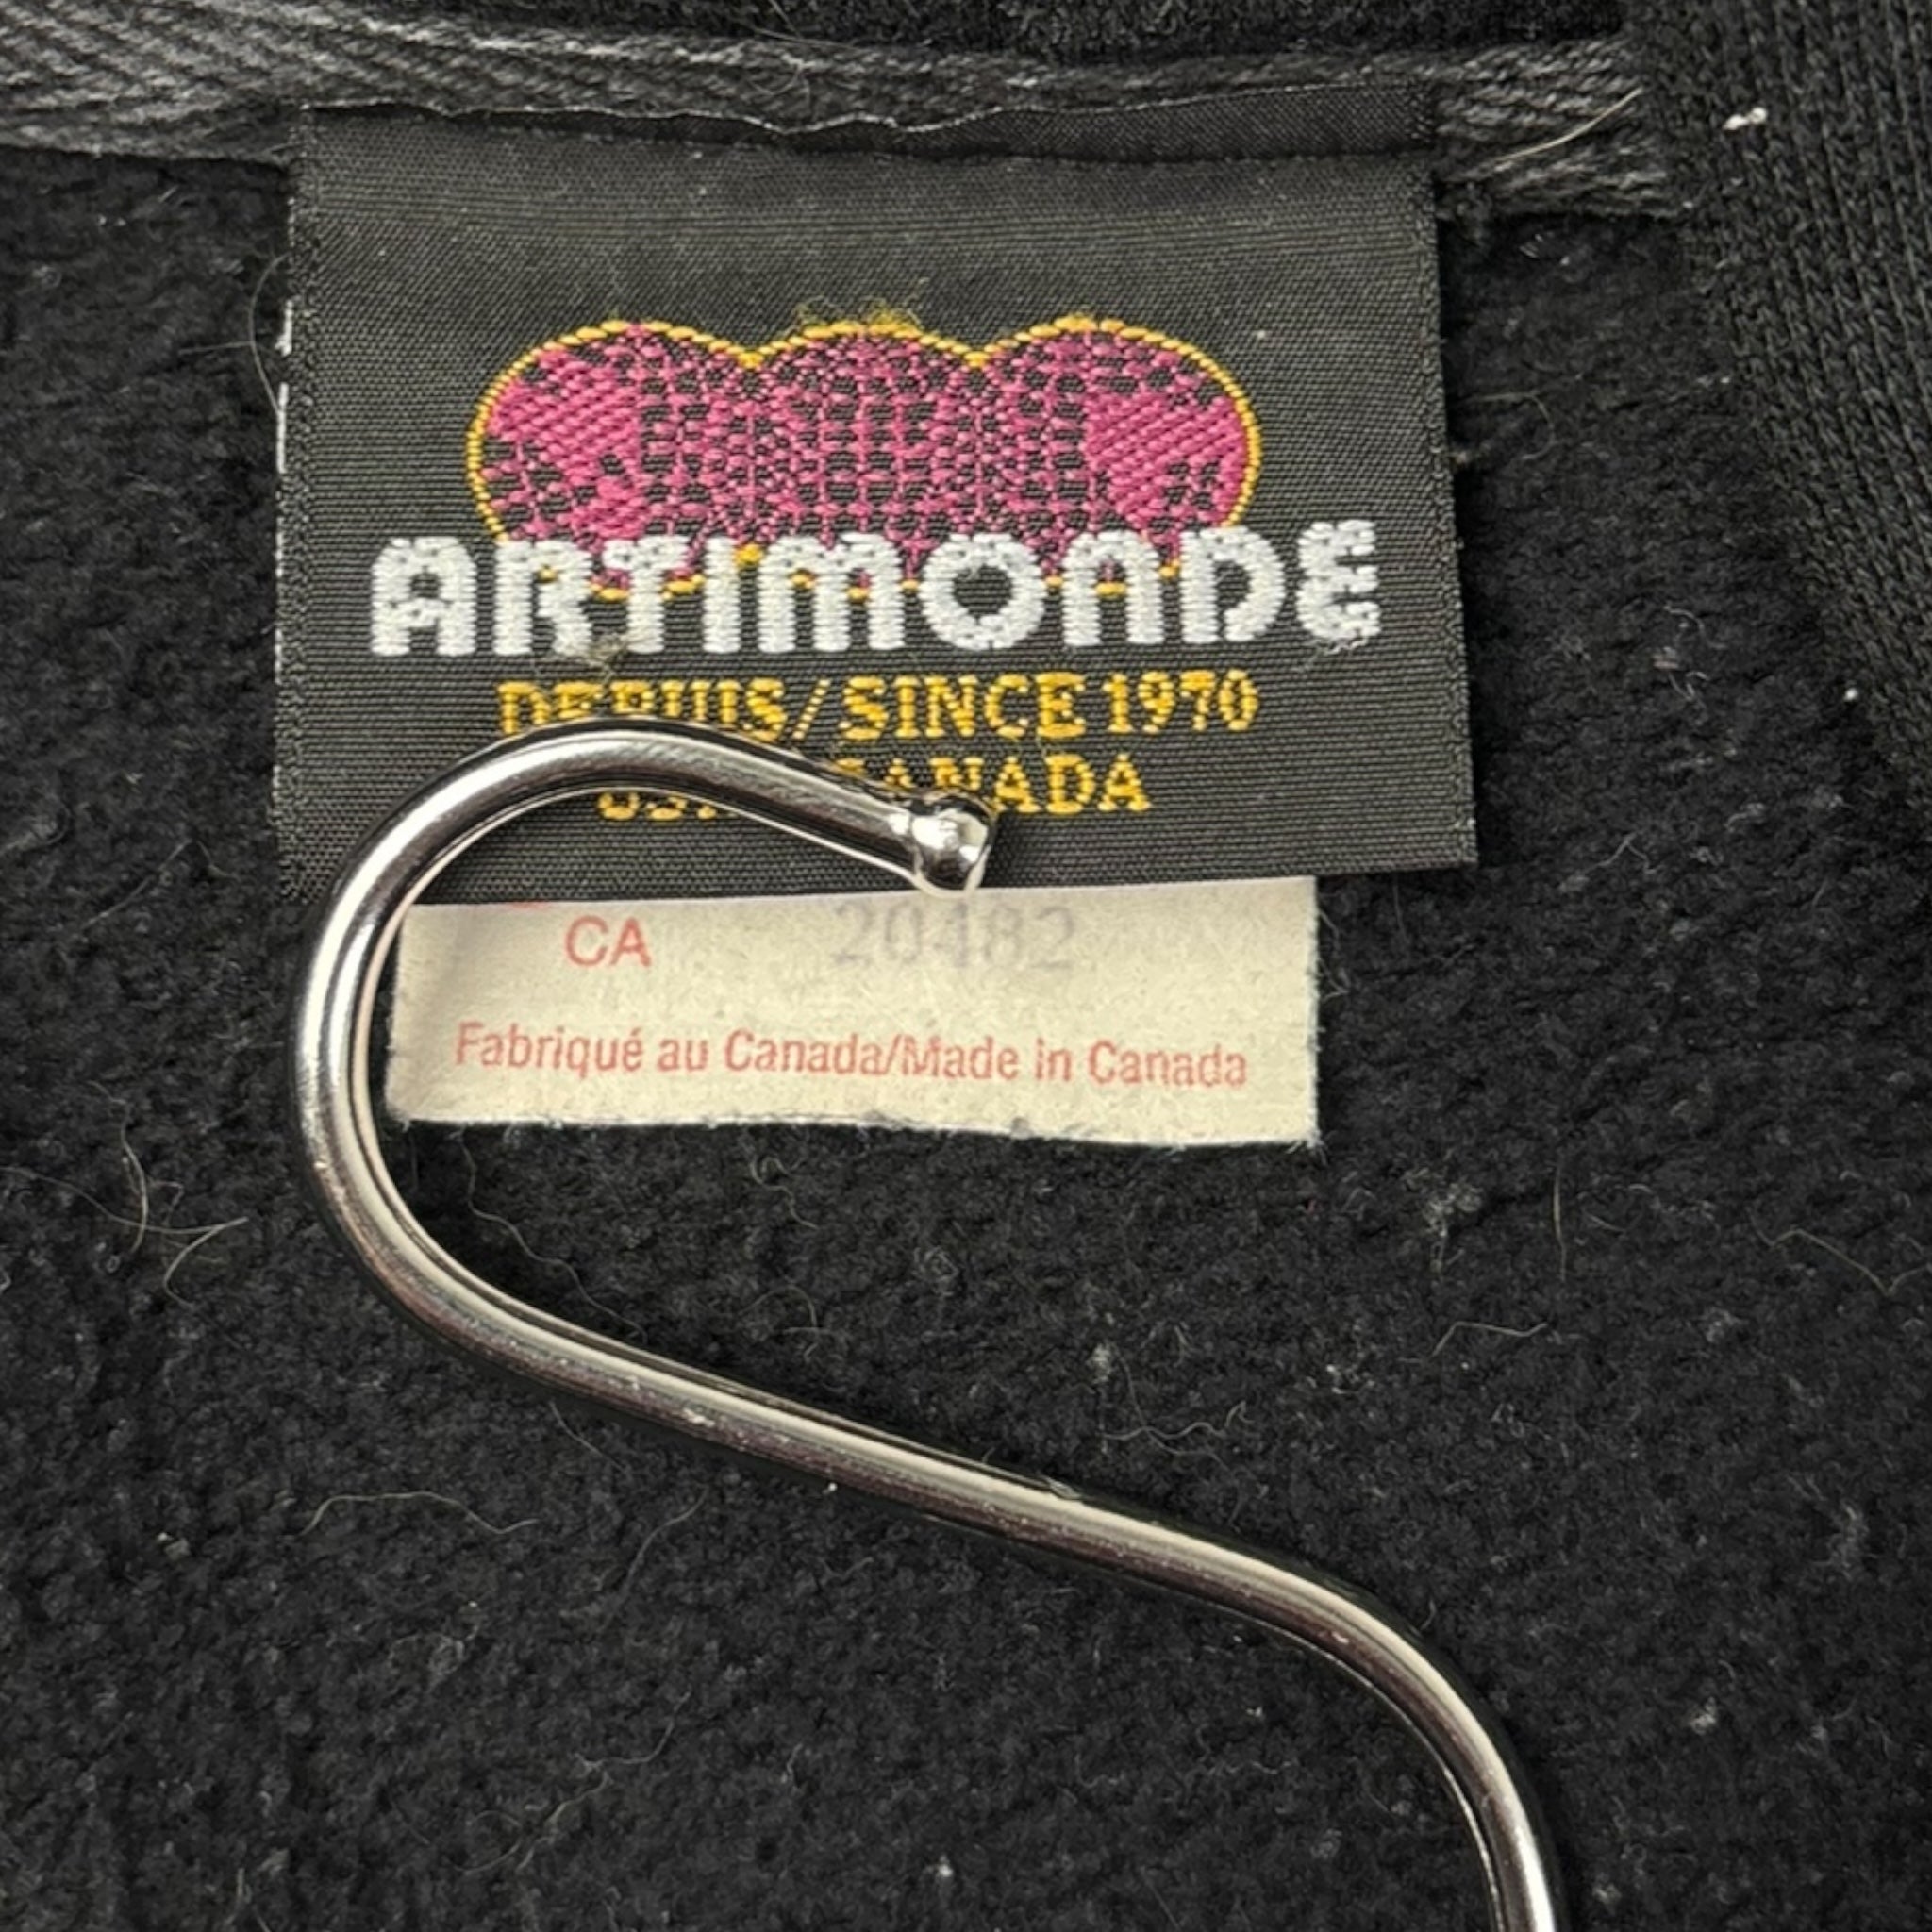 ARTIMONDE
DEPUIS/SINCE 1970
CANADA
CA 20482
Fabriqué au Canada/Made in Canada